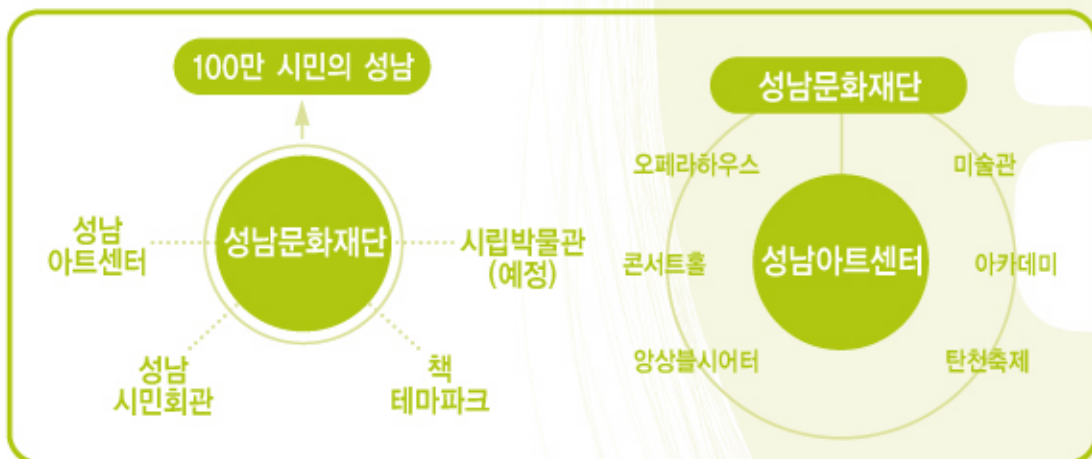 100만 시민의 성남
성남문화재단
성남
아트센터
시립박물관
(예정)
성남
시민회관
책
테마파크
성남문화재단
오페라하우스
미술관
콘서트홀
성남아트센터
아카데미
앙상블시어터
탄천축제